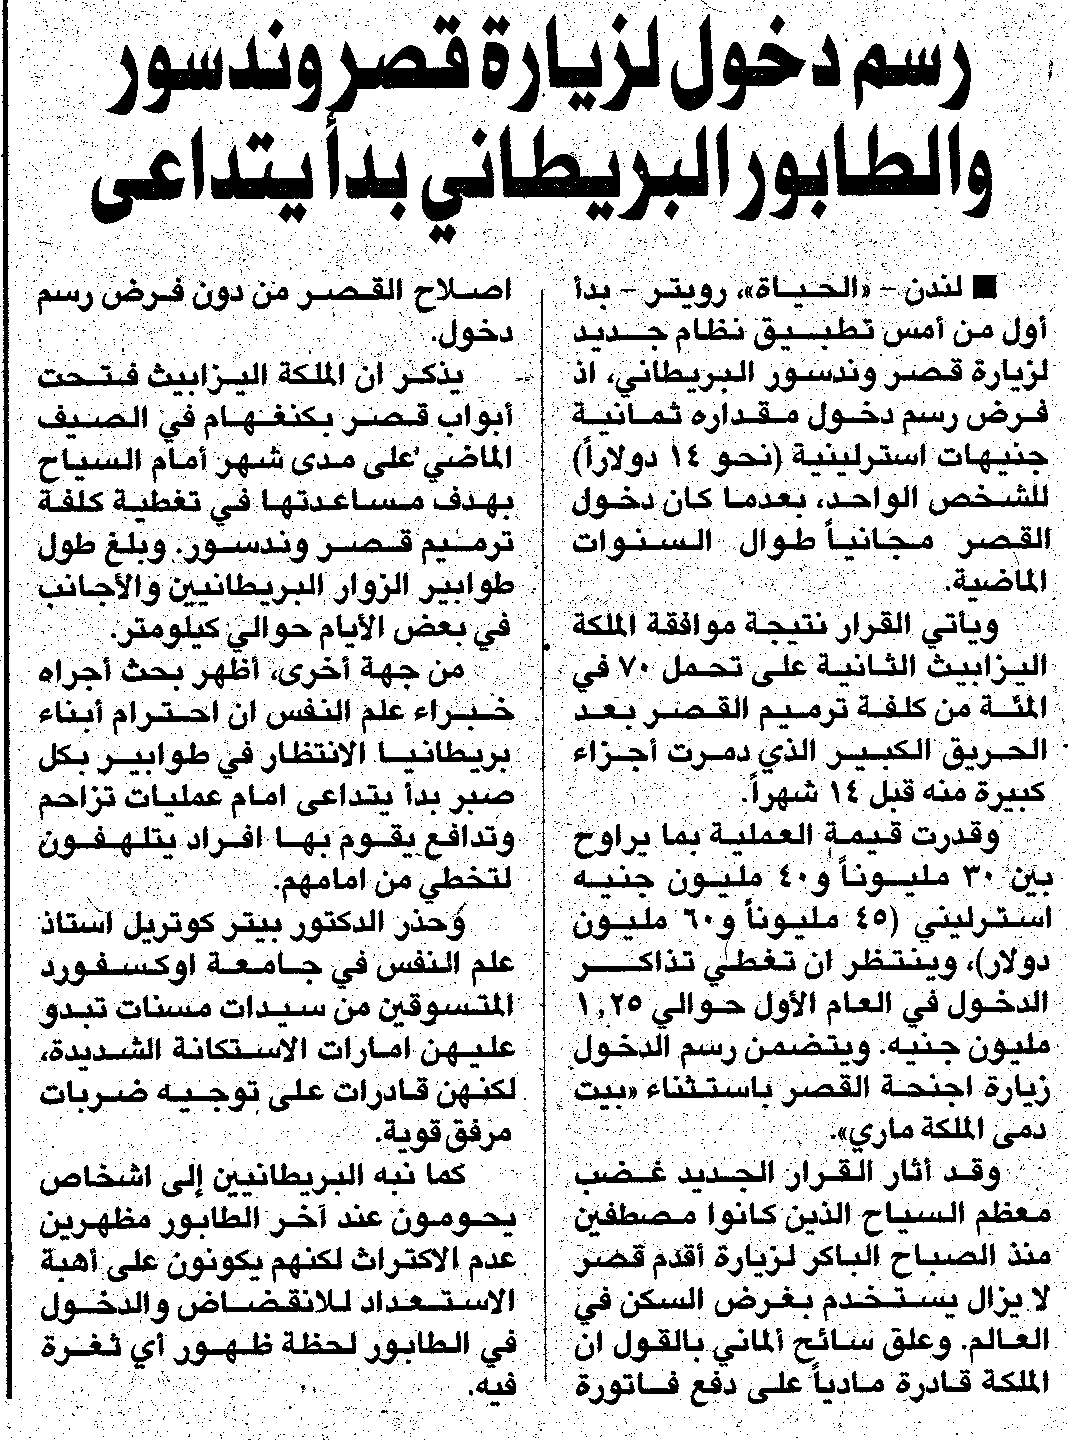 رسم دخول لزيارة قصر وندسور
والطابور البريطاني بدأ يتداعى
■ لندن - «الحياة»، رويتر - بدأ
أول من أمس تطبيق نظام جديد
لزيارة قصر وندسور البريطاني، اذ
فرض رسم دخول مقداره ثمانية
جنيهات استرلينية (نحو ١٤ دولاراً)
للشخص الواحد، بعدما كان دخول
القصر مجانياً طوال السنوات
الماضية.
ويأتي القرار نتيجة موافقة الملكة
اليزابيث الثانية على تحمل ٧٠ في
المئة من كلفة ترميم القصر بعد
الحريق الكبير الذي دمرت أجزاء
كبيرة منه قبل ١٤ شهراً.
وقدرت قيمة العملية بما يراوح
بين ٣٠ مليوناً و٤٠ مليون جنيه
استرليني (٤٥ مليوناً و٦٠ مليون
دولار)، وينتظر ان تغطي تذاكر
الدخول في العام الأول حوالي ١,٢٥
مليون جنيه. ويتضمن رسم الدخول
زيارة اجنحة القصر باستثناء «بيت
دمى الملكة ماري».
وقد أثار القرار الجديد غضب
معظم السياح الذين كانوا مصطفين
منذ الصباح الباكر لزيارة أقدم قصر
لا يزال يستخدم بغرض السكن في
العالم. وعلق سائح ألماني بالقول ان
الملكة قادرة مادياً على دفع فاتورة
اصلاح القصر من دون فرض رسم
دخول.
يذكر ان الملكة اليزابيث فتحت
أبواب قصر بكنغهام في الصيف
الماضي على مدى شهر أمام السياح
بهدف مساعدتها في تغطية كلفة
ترميم قصر وندسور. وبلغ طول
طوابير الزوار البريطانيين والأجانب
في بعض الأيام حوالي كيلومتر.
من جهة أخرى، أظهر بحث أجراه
خبراء علم النفس ان احترام أبناء
بريطانيا الانتظار في طوابير بكل
صبر بدأ يتداعى امام عمليات تزاحم
وتدافع يقوم بها افراد يتلهفون
لتخطي من امامهم.
وحذر الدكتور بيتر كوتريل استاذ
علم النفس في جامعة اوكسفورد
المتسوقين من سيدات مسنات تبدو
عليهن امارات الاستكانة الشديدة،
لكنهن قادرات على توجيه ضربات
مرفق قوية.
كما نبه البريطانيين إلى اشخاص
يحومون عند آخر الطابور مظهرين
عدم الاكتراث لكنهم يكونون على أهبة
الاستعداد للانقضاض والدخول
في الطابور لحظة ظهور أي ثغرة
فيه.